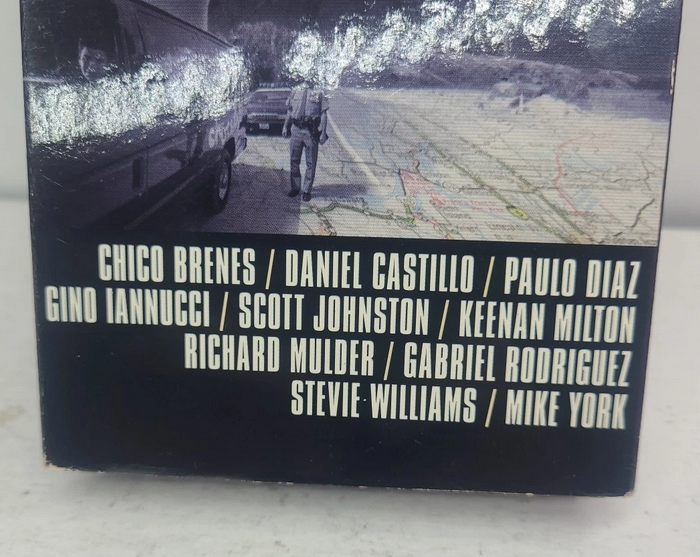 CHICO BRENES / DANIEL CASTILLO / PAULO DIAZ
GINO IANNUCCI / SCOTT JOHNSTON / KEENAN MILTON
RICHARD MULDER / GABRIEL RODRIGUEZ
STEVIE WILLIAMS / MIKE YORK